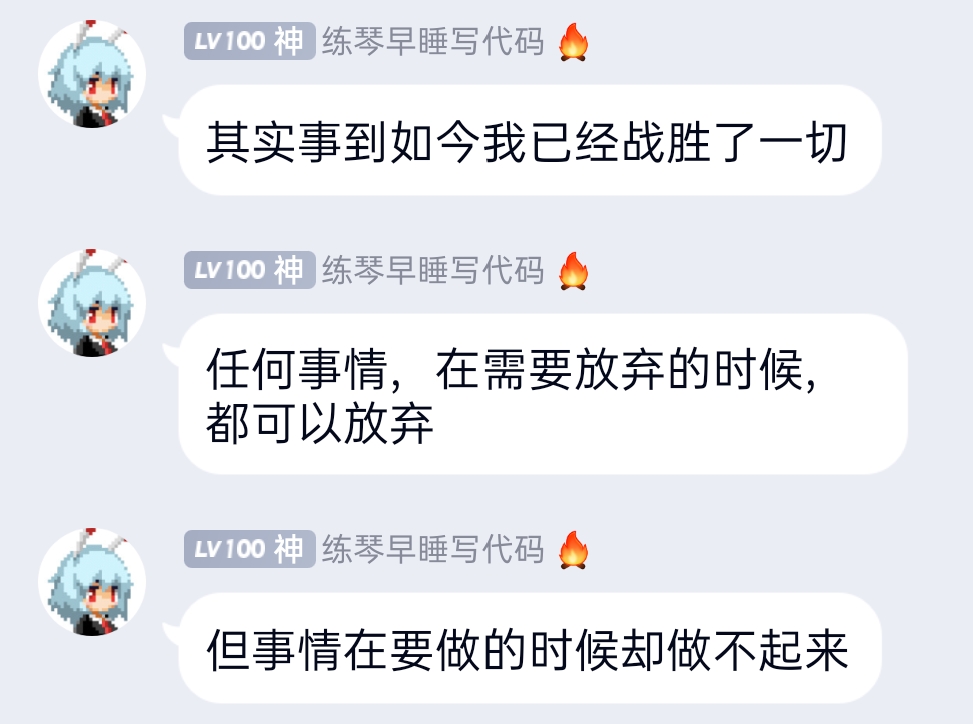 LV100 神 练琴早睡写代码 🔥
其实事到如今我已经战胜了一切
LV100 神 练琴早睡写代码 🔥
任何事情，在需要放弃的时候，
都可以放弃
LV100 神 练琴早睡写代码 🔥
但事情在要做的时候却做不起来